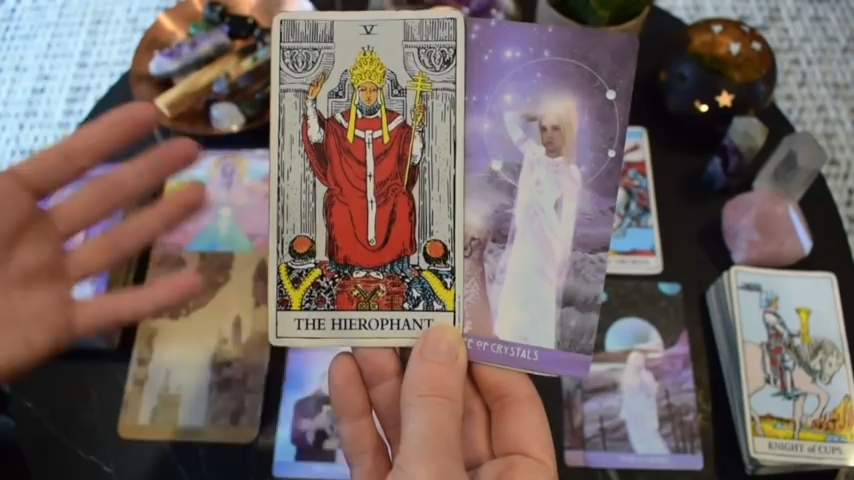 V
THE HIEROPHANT
OF CRYSTALS
KNIGHT of CUPS